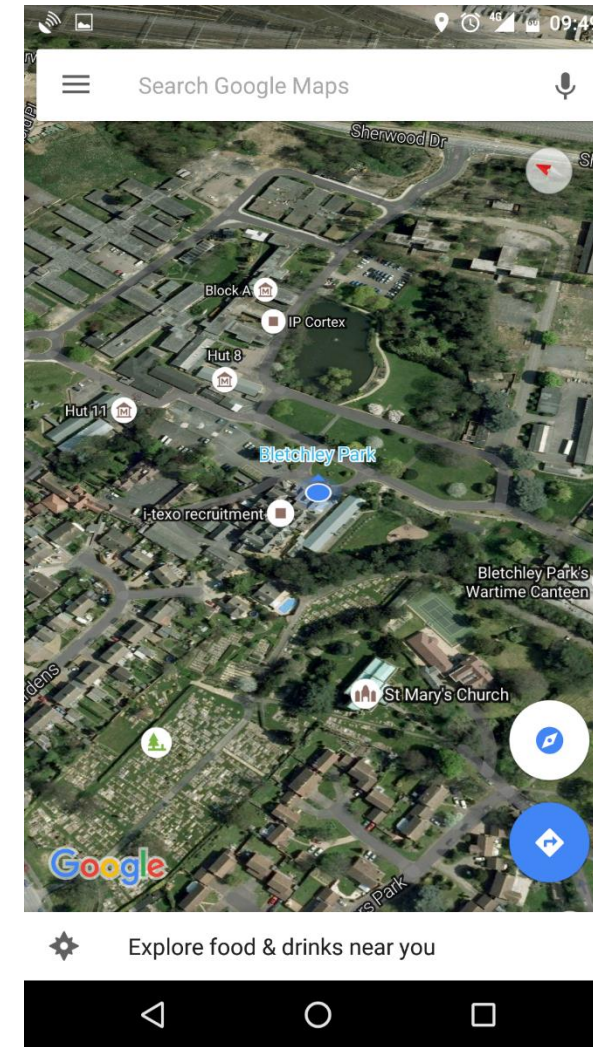 4G
09:49
Search Google Maps
Sherwood Dr
Block A
IP Cortex
Hut 8
Hut 11
Bletchley Park
i-texo recruitment
Bletchley Park's
Wartime Canteen
St Mary's Church
Google
Explore food & drinks near you